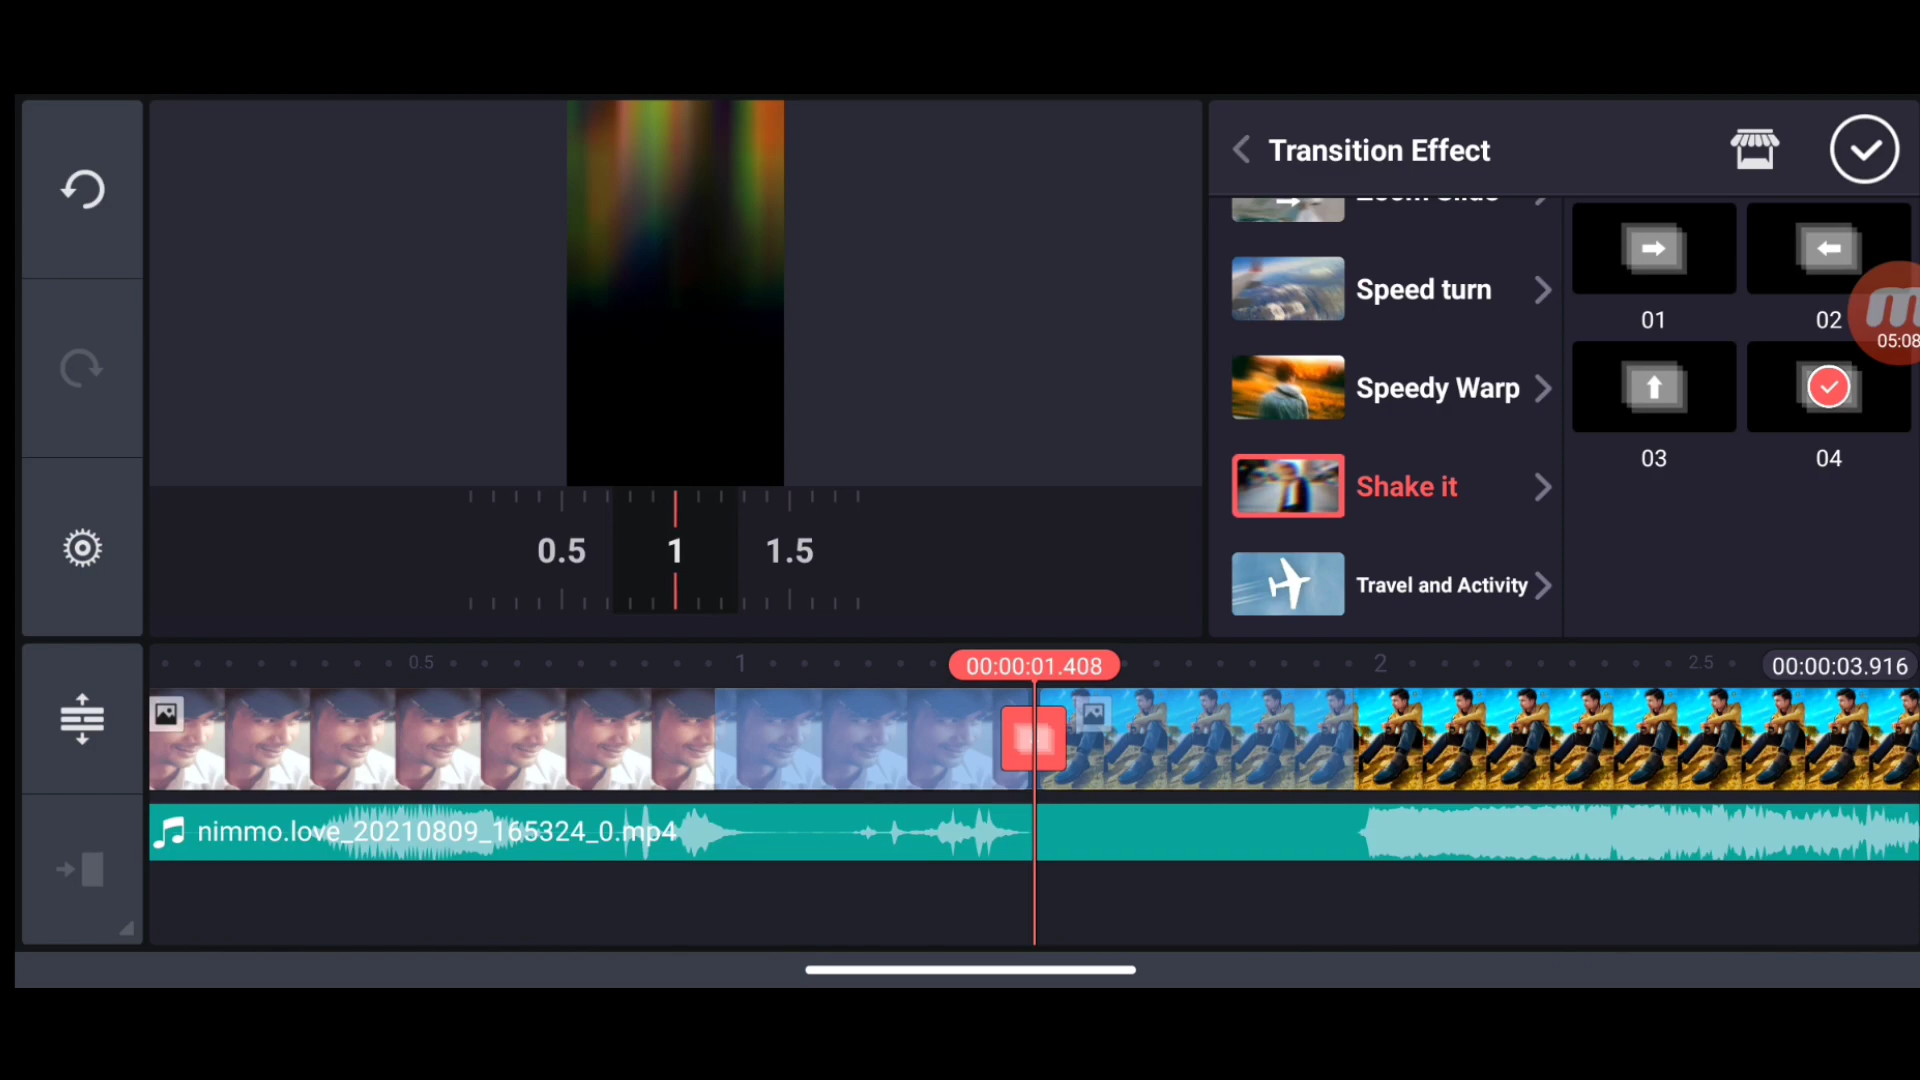 Transition Effect
Zoom Slide
Speed turn
Speedy Warp
Shake it
Travel and Activity
01
02
03
04
05:08
0.5
1
1.5
0.5
1
00:00:01.408
2
2.5
00:00:03.916
nimmo.love_20210809_165324_0.mp4